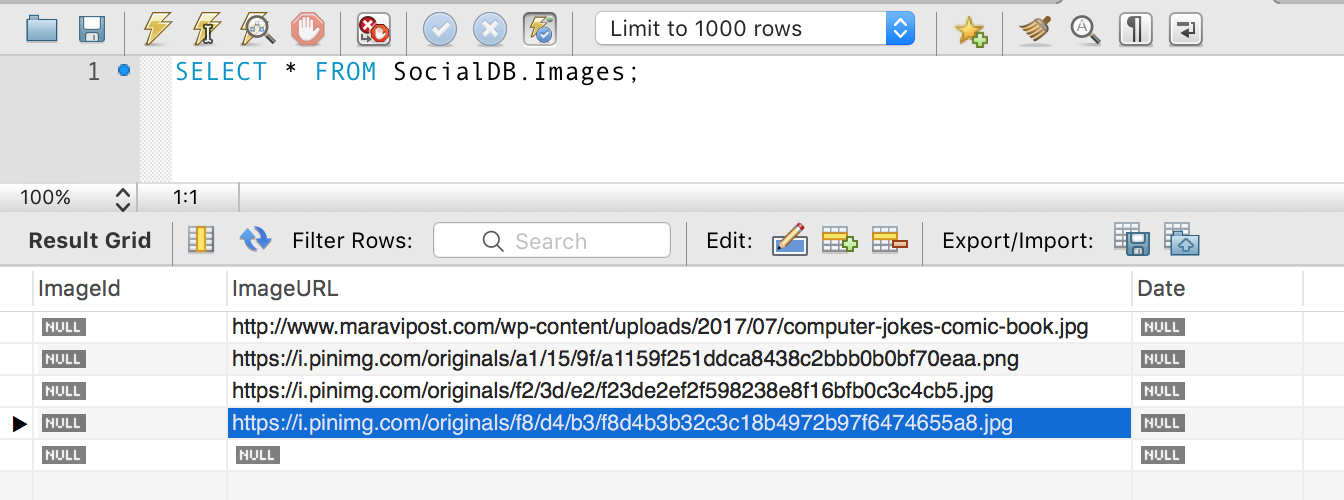 Limit to 1000 rows
1 SELECT * FROM SocialDB.Images;
100% 1:1
Result Grid Filter Rows: Search Edit: Export/Import:
ImageId ImageURL Date
NULL http://www.maravipost.com/wp-content/uploads/2017/07/computer-jokes-comic-book.jpg NULL
NULL https://i.pinimg.com/originals/a1/15/9f/a1159f251ddca8438c2bbb0b0bf70eaa.png NULL
NULL https://i.pinimg.com/originals/f2/3d/e2/f23de2ef2f598238e8f16bfb0c3c4cb5.jpg NULL
NULL https://i.pinimg.com/originals/f8/d4/b3/f8d4b3b32c3c18b4972b97f6474655a8.jpg NULL
NULL NULL NULL